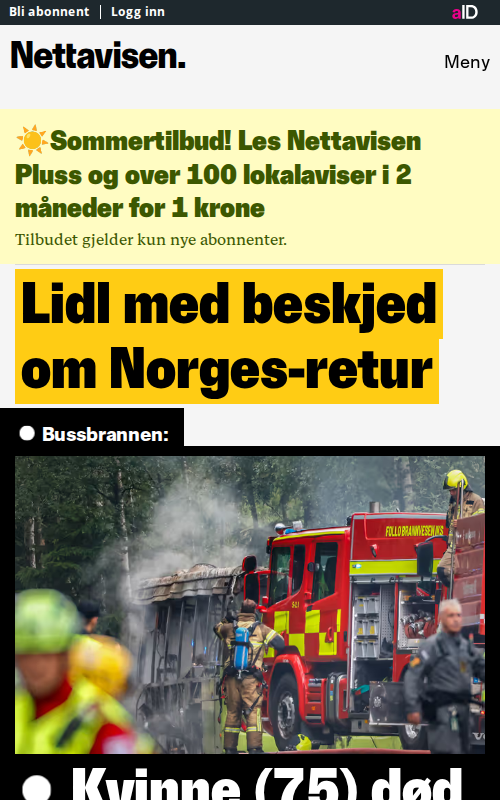 Bli abonnent | Logg inn
aID
Nettavisen.
Meny
☀️Sommertilbud! Les Nettavisen
Pluss og over 100 lokalaviser i 2
måneder for 1 krone
Tilbudet gjelder kun nye abonnenter.
Lidl med beskjed
om Norges-retur
Bussbrannen:
FOLLO BRANNVESEN IKS
Kvinne (75) død